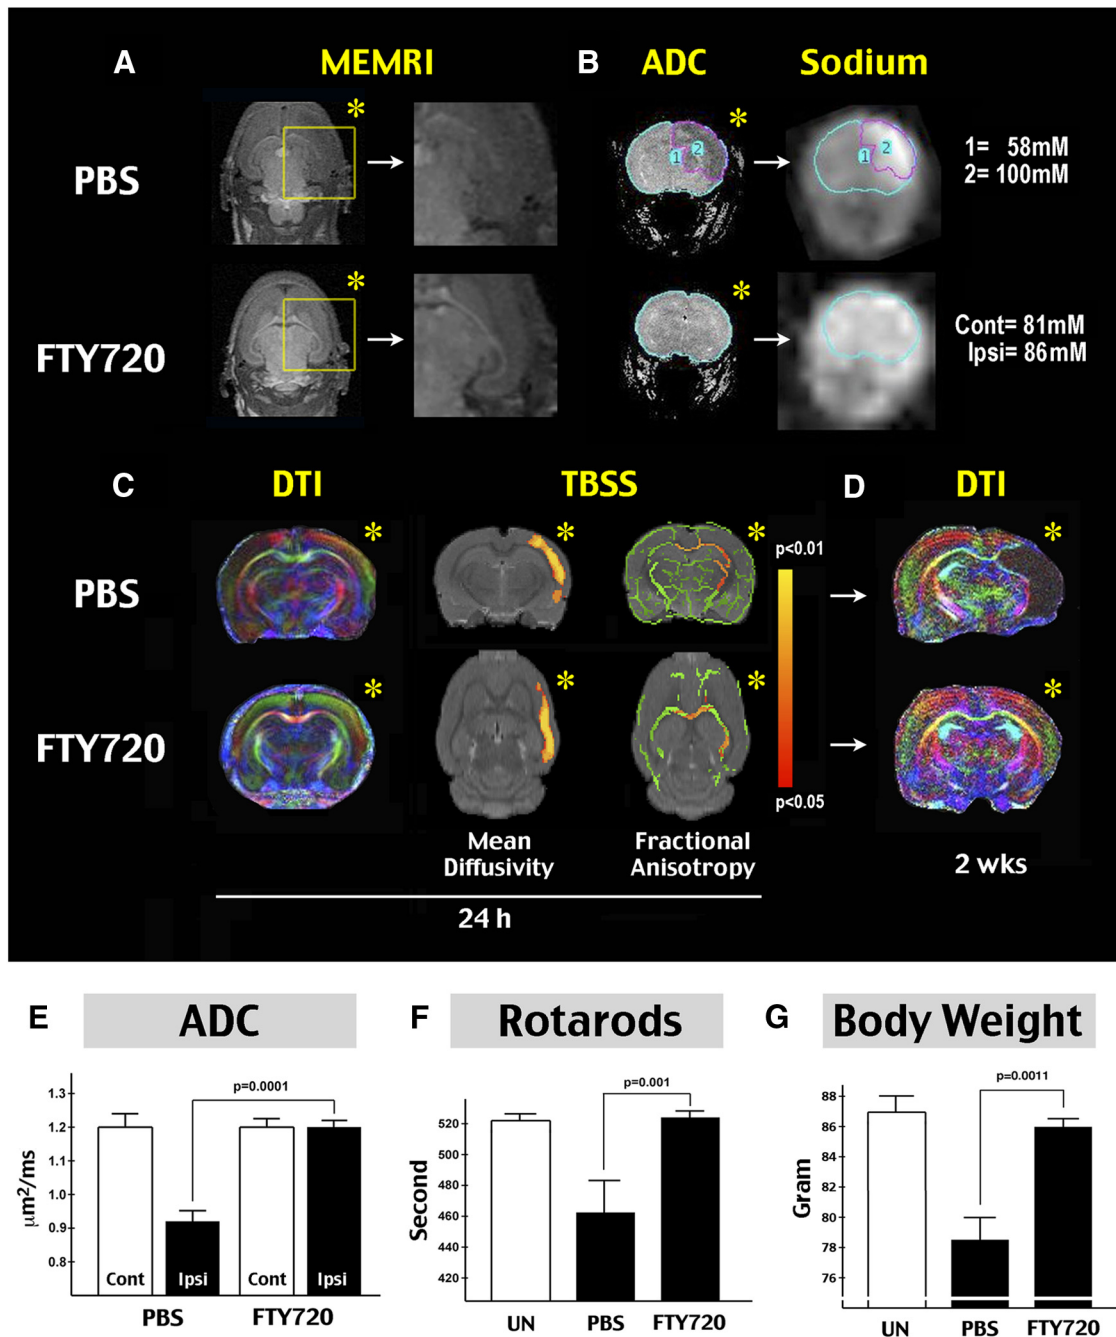 A MEMRI B ADC Sodium
* *
PBS 1 2 1 2 1= 58mM
2= 100mM
* *
FTY720 Cont= 81mM
Ipsi= 86mM
C DTI TBSS D DTI
* * * *
p<0.01
PBS
* * * *
FTY720
p<0.05
Mean Fractional
Diffusivity Anisotropy 2 wks
24 h
E ADC
p=0.0001
1.3
1.2
1.1
1.0
0.9
0.8
μm2/ms
Cont Ipsi Cont Ipsi
PBS FTY720
F Rotarods
p=0.001
520
500
480
460
440
420
Second
UN PBS FTY720
G Body Weight
p=0.0011
88
86
84
82
80
78
76
Gram
UN PBS FTY720